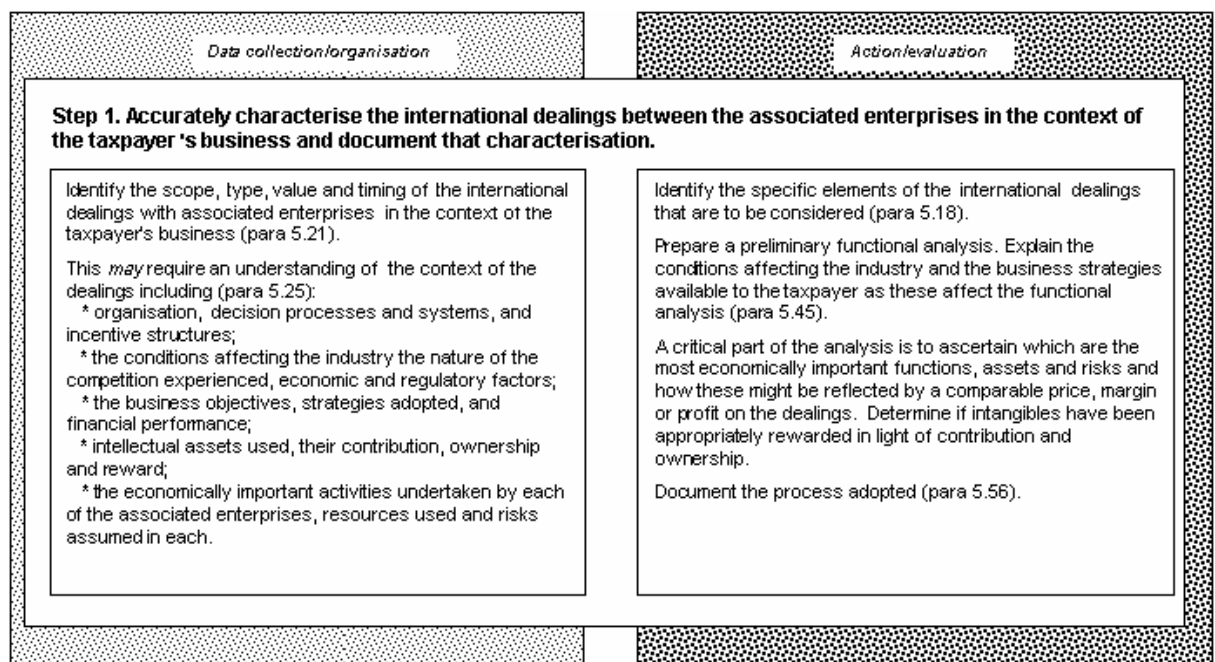 Data collection/organisation
Action/evaluation
Step 1. Accurately characterise the international dealings between the associated enterprises in the context of
the taxpayer 's business and document that characterisation.
Identify the scope, type, value and timing of the international
dealings with associated enterprises in the context of the
taxpayer's business (para 5.21).
This may require an understanding of the context of the
dealings including (para 5.25):
* organisation, decision processes and systems, and
incentive structures;
* the conditions affecting the industry the nature of the
competition experienced, economic and regulatory factors;
* the business objectives, strategies adopted, and
financial performance;
* intellectual assets used, their contribution, ownership
and reward;
* the economically important activities undertaken by each
of the associated enterprises, resources used and risks
assumed in each.
Identify the specific elements of the international dealings
that are to be considered (para 5.18).
Prepare a preliminary functional analysis. Explain the
conditions affecting the industry and the business strategies
available to the taxpayer as these affect the functional
analysis (para 5.45).
A critical part of the analysis is to ascertain which are the
most economically important functions, assets and risks and
how these might be reflected by a comparable price, margin
or profit on the dealings. Determine if intangibles have been
appropriately rewarded in light of contribution and
ownership.
Document the process adopted (para 5.56).